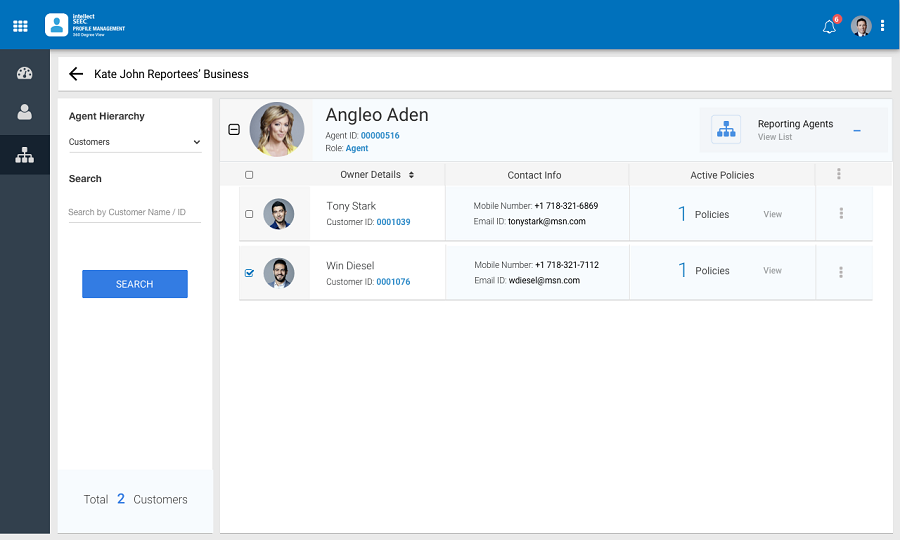 intellect
SEEC
PROFILE MANAGEMENT
360 Degree View
6
Kate John Reportees' Business
Agent Hierarchy
Customers
Search
Search by Customer Name / ID
SEARCH
Total 2 Customers
Angleo Aden
Agent ID: 00000516
Role: Agent
Reporting Agents
View List
Owner Details
Contact Info
Active Policies
Tony Stark
Customer ID: 0001039
Mobile Number: +1 718-321-6869
Email ID: tonystark@msn.com
1 Policies
View
Win Diesel
Customer ID: 0001076
Mobile Number: +1 718-321-7112
Email ID: wdiesel@msn.com
1 Policies
View